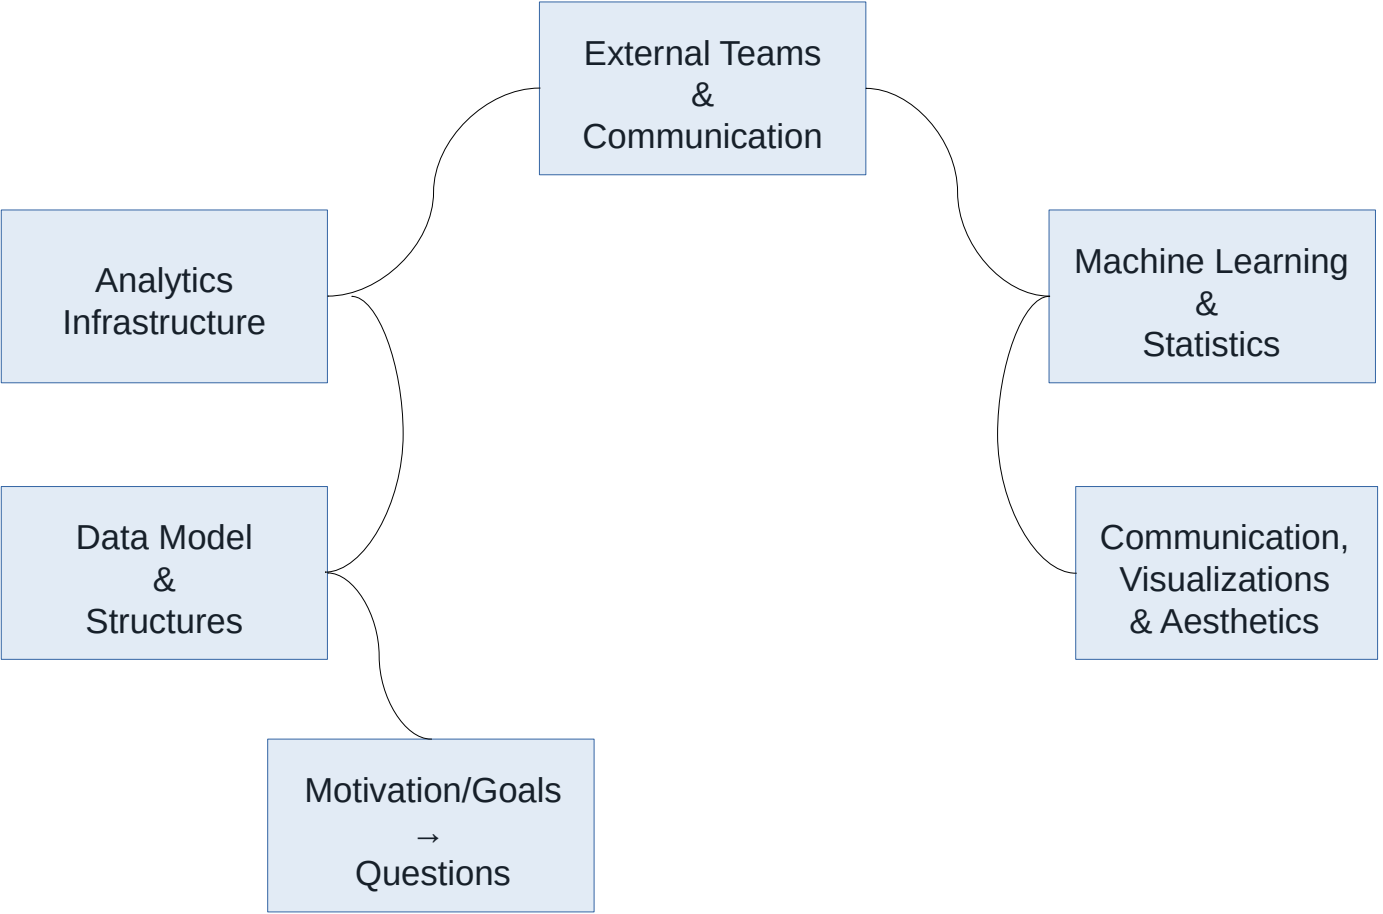 External Teams
&
Communication
Analytics
Infrastructure
Machine Learning
&
Statistics
Data Model
&
Structures
Communication,
Visualizations
& Aesthetics
Motivation/Goals
→
Questions